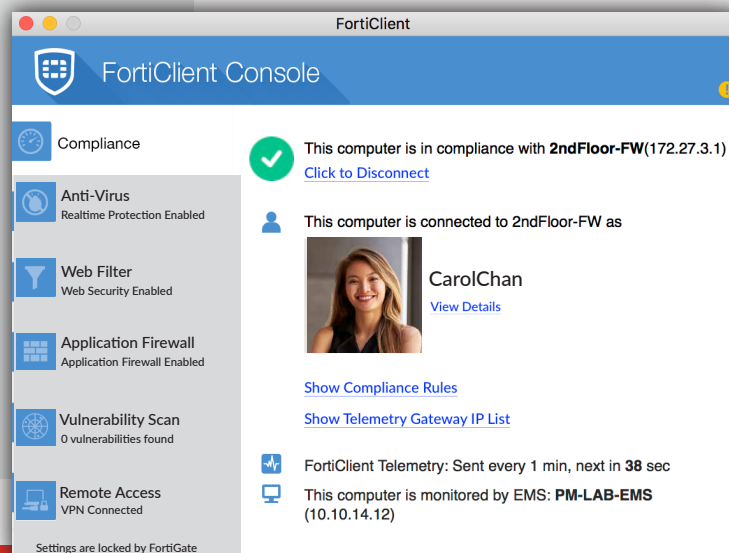 FortiClient
FortiClient Console
Compliance
Anti-Virus
Realtime Protection Enabled
Web Filter
Web Security Enabled
Application Firewall
Application Firewall Enabled
Vulnerability Scan
0 vulnerabilities found
Remote Access
VPN Connected
Settings are locked by FortiGate
This computer is in compliance with 2ndFloor-FW(172.27.3.1)
Click to Disconnect
This computer is connected to 2ndFloor-FW as
CarolChan
View Details
Show Compliance Rules
Show Telemetry Gateway IP List
FortiClient Telemetry: Sent every 1 min, next in 38 sec
This computer is monitored by EMS: PM-LAB-EMS
(10.10.14.12)